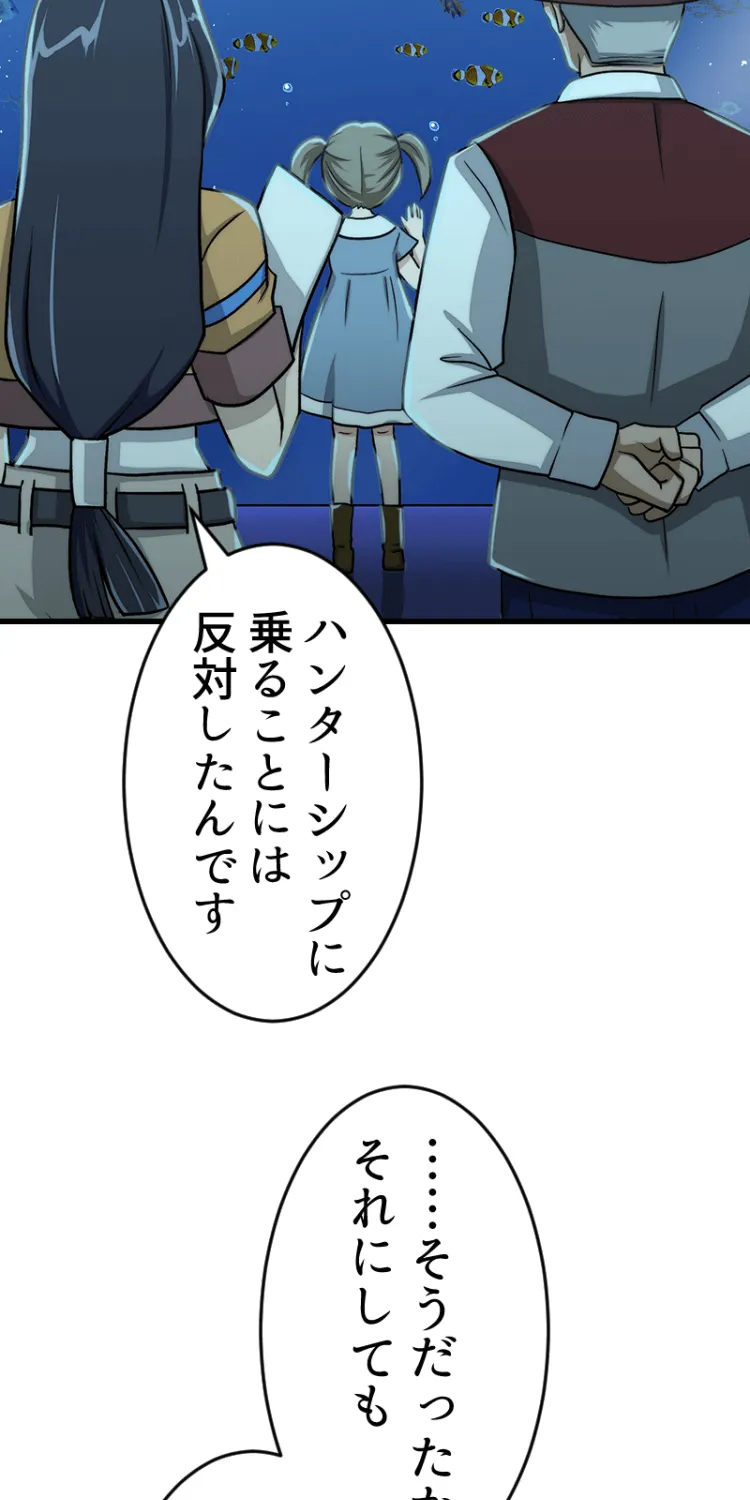 ハンターシップに
乗ることには
反対したんです
……そうだったか
それにしても